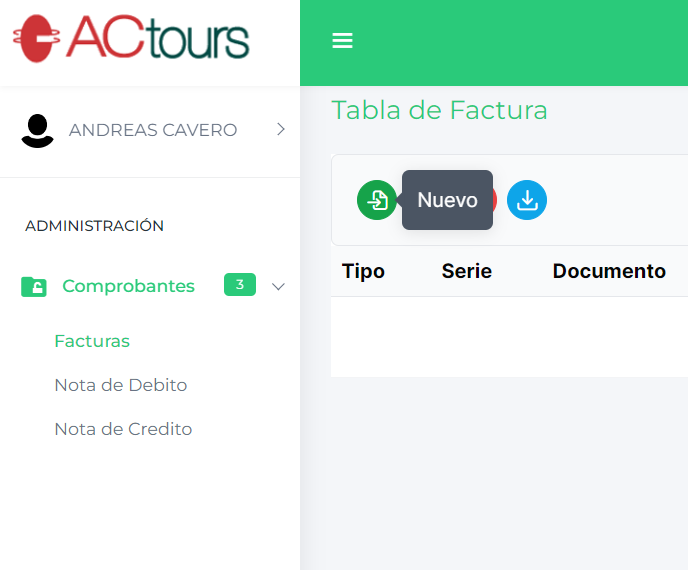 ACtours
ANDREAS CAVERO
ADMINISTRACIÓN
Comprobantes 3
Facturas
Nota de Debito
Nota de Credito
Tabla de Factura
Nuevo
Tipo Serie Documento